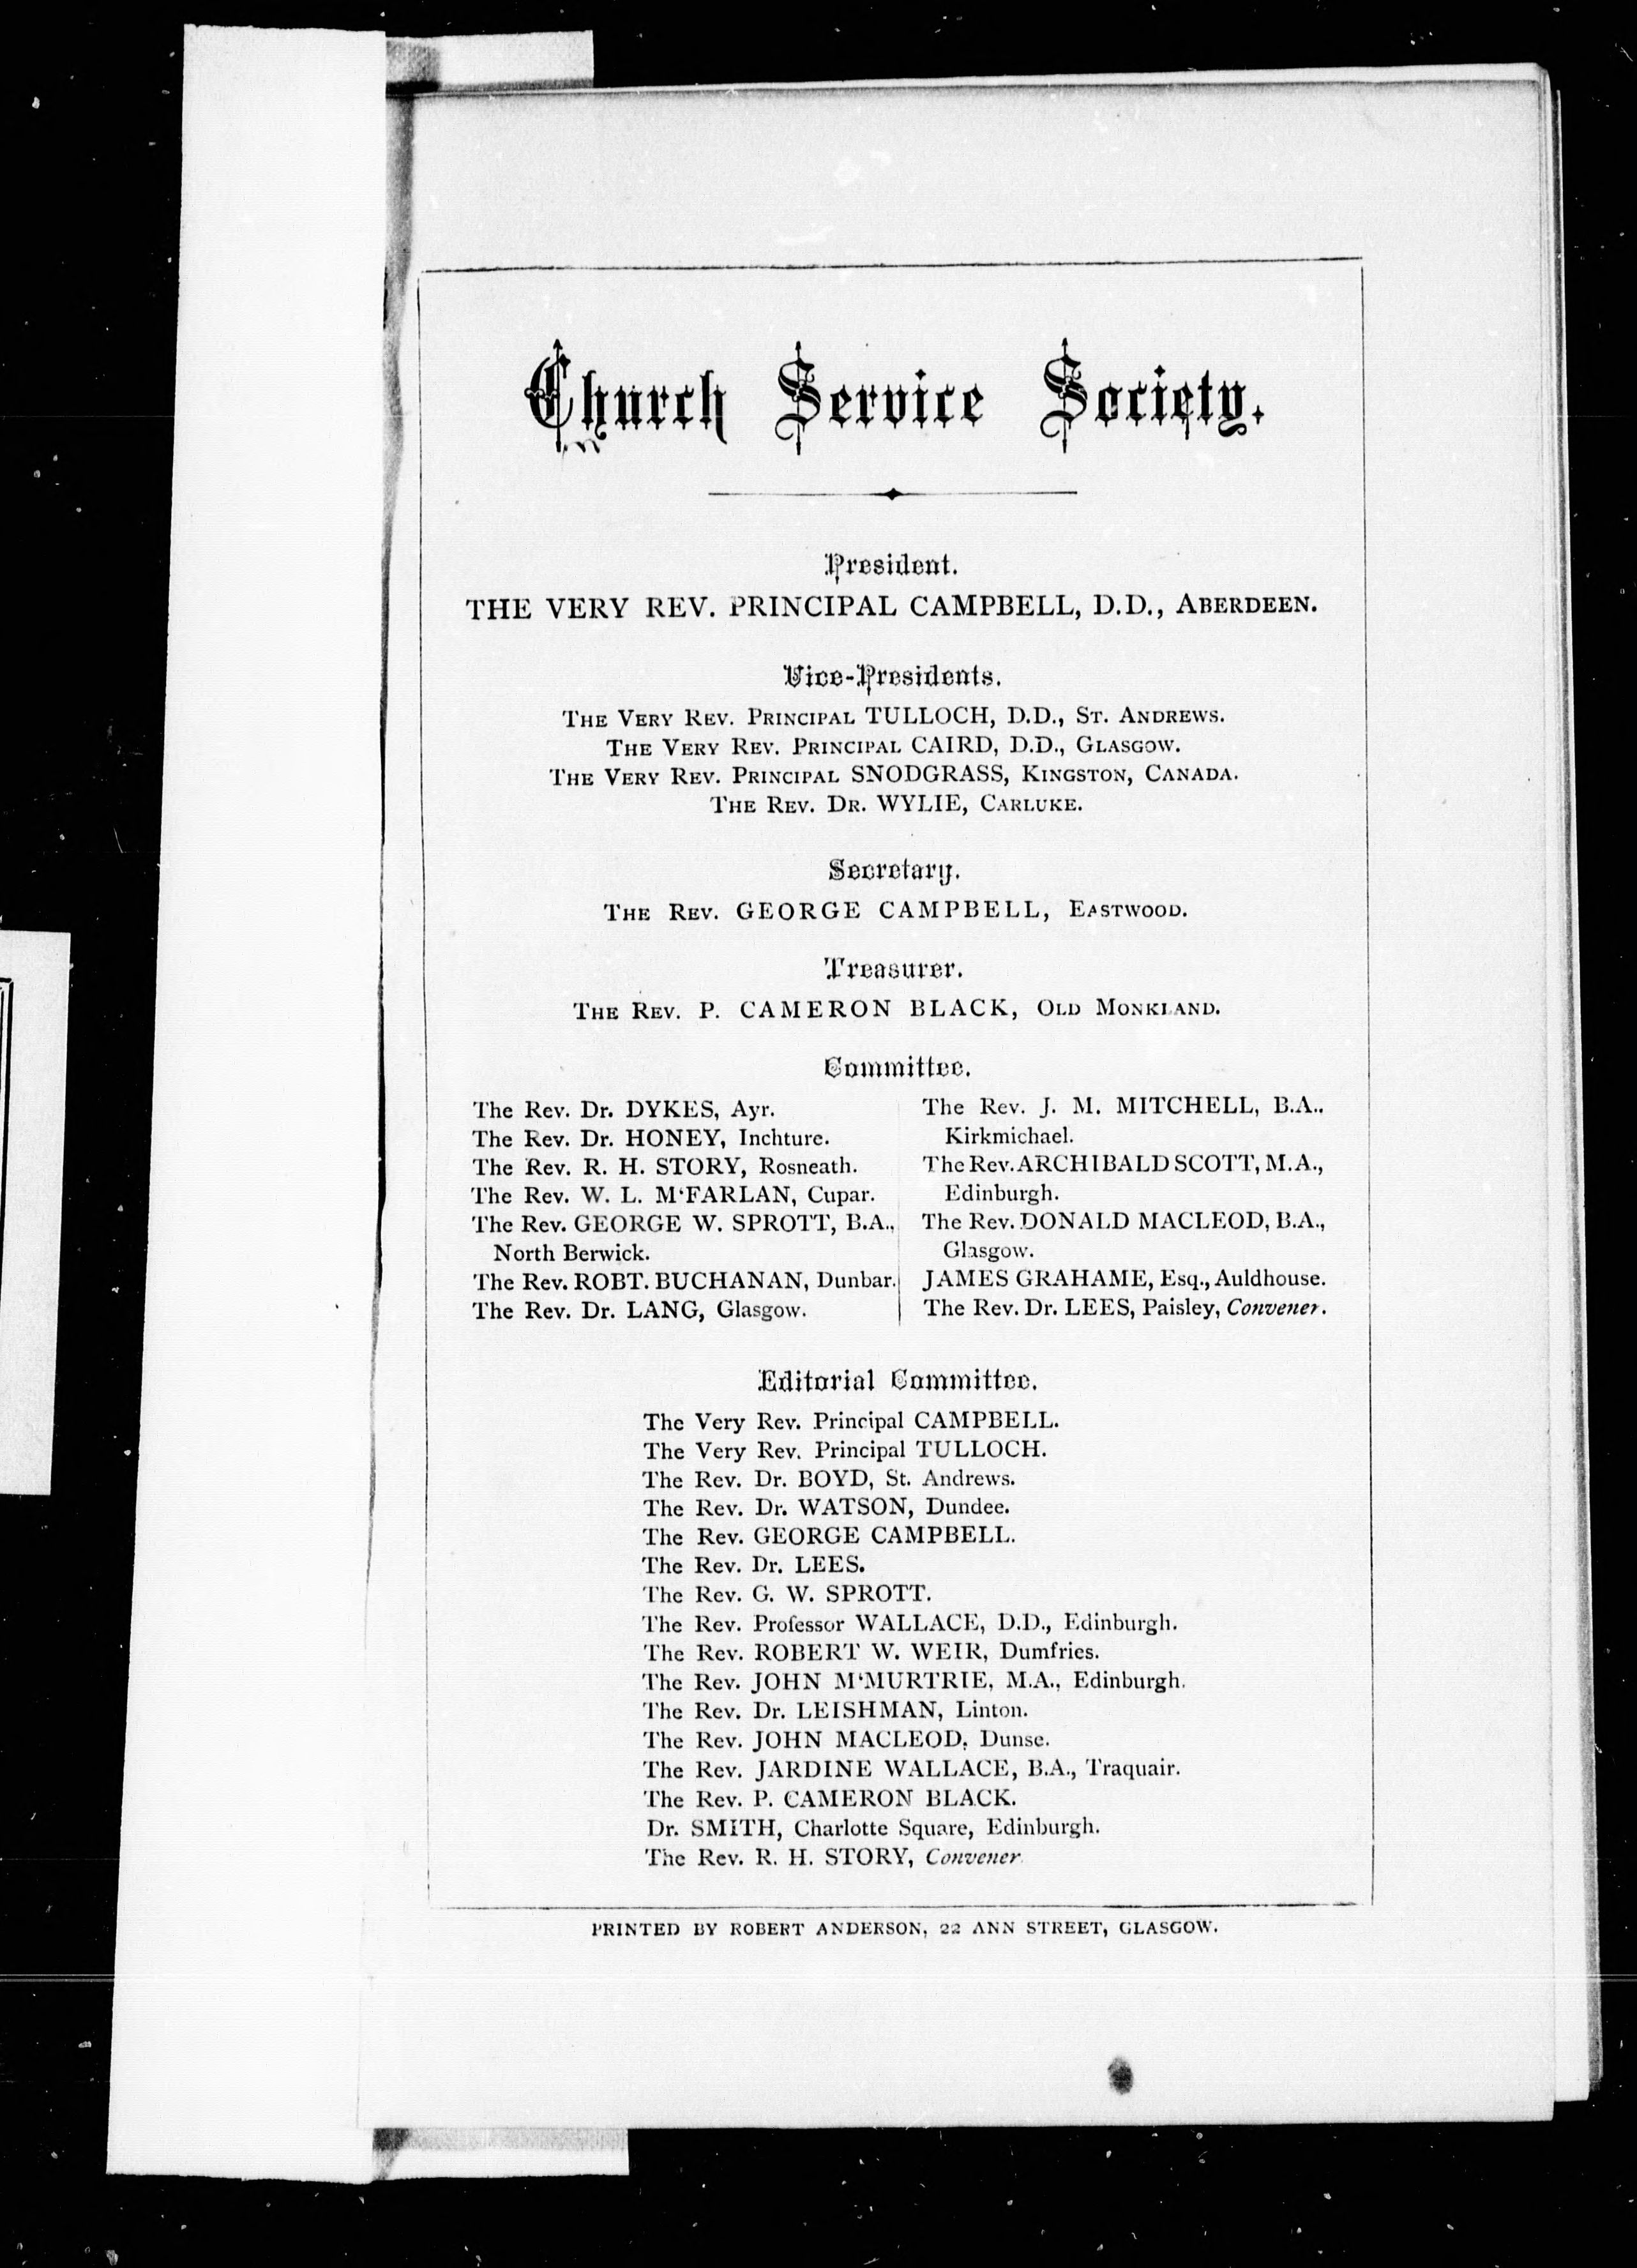 Church Service Society.
President.
THE VERY REV. PRINCIPAL CAMPBELL, D.D., ABERDEEN.
Vice-Presidents.
THE VERY REV. PRINCIPAL TULLOCH, D.D., ST. ANDREWS.
THE VERY REV. PRINCIPAL CAIRD, D.D., GLASGOW.
THE VERY REV. PRINCIPAL SNODGRASS, KINGSTON, CANADA.
THE REV. DR. WYLIE, CARLUKE.
Secretary.
THE REV. GEORGE CAMPBELL, EASTWOOD.
Treasurer.
THE REV. P. CAMERON BLACK, OLD MONKLAND.
Committee.
The Rev. Dr. DYKES, Ayr.
The Rev. Dr. HONEY, Inchture.
The Rev. R. H. STORY, Rosneath.
The Rev. W. L. M‘FARLAN, Cupar.
The Rev. GEORGE W. SPROTT, B.A.,
North Berwick.
The Rev. ROBT. BUCHANAN, Dunbar.
The Rev. Dr. LANG, Glasgow.
The Rev. J. M. MITCHELL, B.A.,
Kirkmichael.
The Rev. ARCHIBALD SCOTT, M.A.,
Edinburgh.
The Rev. DONALD MACLEOD, B.A.,
Glasgow.
JAMES GRAHAME, Esq., Auldhouse.
The Rev. Dr. LEES, Paisley, Convener.
Editorial Committee.
The Very Rev. Principal CAMPBELL.
The Very Rev. Principal TULLOCH.
The Rev. Dr. BOYD, St. Andrews.
The Rev. Dr. WATSON, Dundee.
The Rev. GEORGE CAMPBELL.
The Rev. Dr. LEES.
The Rev. G. W. SPROTT.
The Rev. Professor WALLACE, D.D., Edinburgh.
The Rev. ROBERT W. WEIR, Dumfries.
The Rev. JOHN M‘MURTRIE, M.A., Edinburgh.
The Rev. Dr. LEISHMAN, Linton.
The Rev. JOHN MACLEOD, Dunse.
The Rev. JARDINE WALLACE, B.A., Traquair.
The Rev. P. CAMERON BLACK.
Dr. SMITH, Charlotte Square, Edinburgh.
The Rev. R. H. STORY, Convener.
PRINTED BY ROBERT ANDERSON, 22 ANN STREET, GLASGOW.